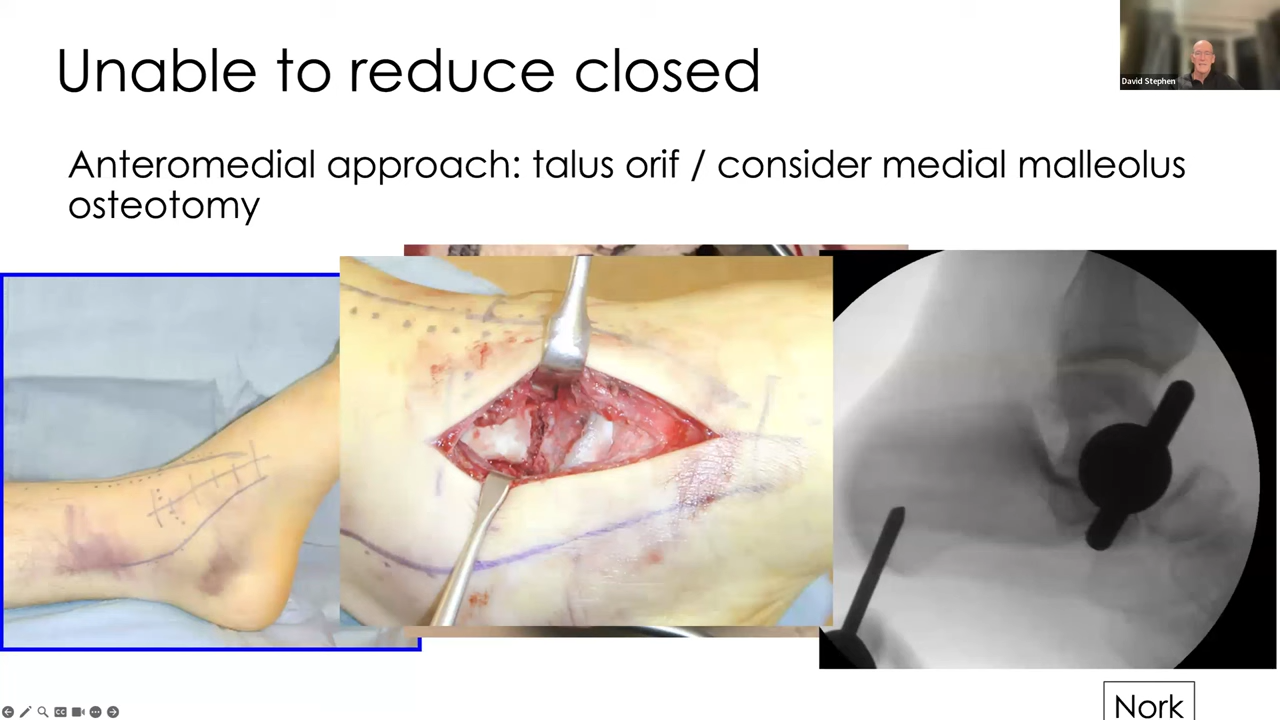 Unable to reduce closed
David Stephen
Anteromedial approach: talus orif / consider medial malleolus
osteotomy
Nork